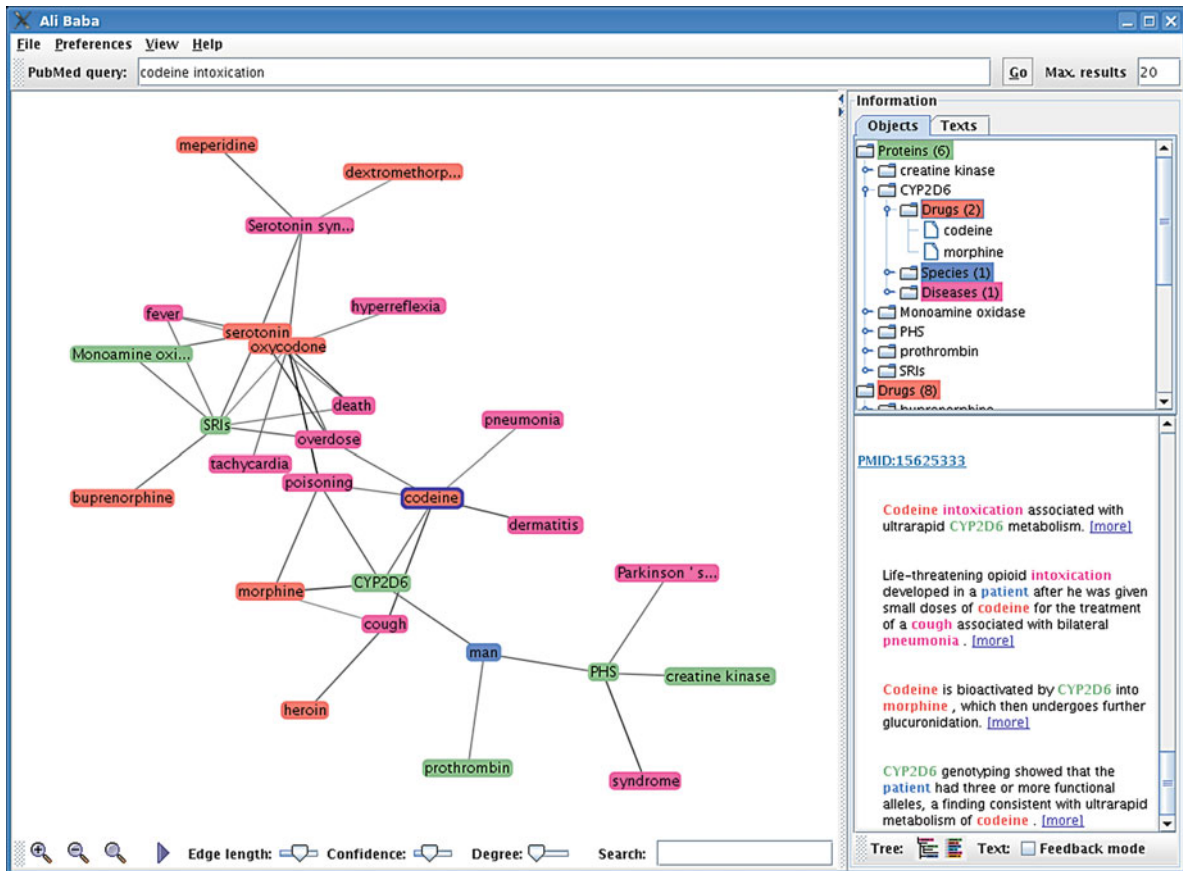 Ali Baba
File Preferences View Help
PubMed query: codeine intoxication Go Max. results 20
Information
Objects Texts
Proteins (6)
creatine kinase
CYP2D6
Drugs (2)
codeine
morphine
Species (1)
Diseases (1)
Monoamine oxidase
PHS
prothrombin
SRIs
Drugs (8)
buprenorphine
meperidine
dextromethorp...
Serotonin syn...
fever
hyperreflexia
serotonin
oxycodone
Monoamine oxi...
death
SRIs
overdose
pneumonia
tachycardia
poisoning
buprenorphine
codeine
dermatitis
CYP2D6
morphine
Parkinson ' s...
cough
man
PHS
creatine kinase
heroin
prothrombin
syndrome
PMID:15625333
Codeine intoxication associated with
ultrarapid CYP2D6 metabolism. [more]
Life-threatening opioid intoxication
developed in a patient after he was given
small doses of codeine for the treatment
of a cough associated with bilateral
pneumonia . [more]
Codeine is bioactivated by CYP2D6 into
morphine , which then undergoes further
glucuronidation. [more]
CYP2D6 genotyping showed that the
patient had three or more functional
alleles, a finding consistent with ultrarapid
metabolism of codeine . [more]
Edge length: Confidence: Degree: Search:
Tree: Text: Feedback mode